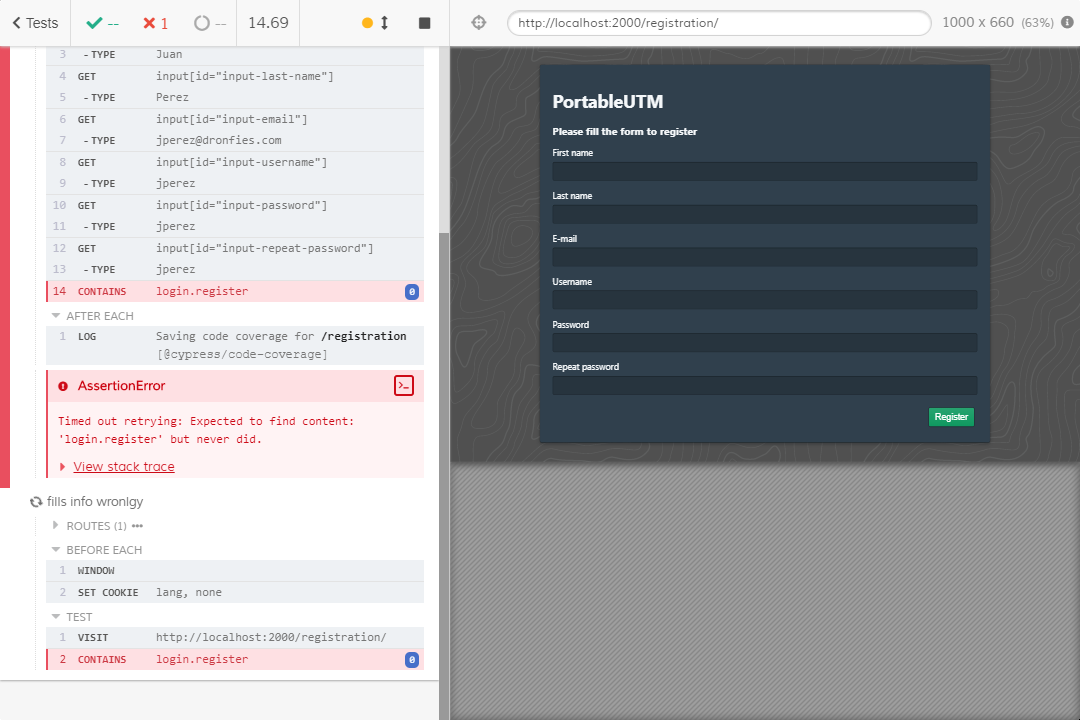 Tests
--
1
--
14.69
http://localhost:2000/registration/
1000 x 660 (63%)
3 -TYPE Juan
4 GET input[id="input-last-name"]
5 -TYPE Perez
6 GET input[id="input-email"]
7 -TYPE jperez@dronfies.com
8 GET input[id="input-username"]
9 -TYPE jperez
10 GET input[id="input-password"]
11 -TYPE jperez
12 GET input[id="input-repeat-password"]
13 -TYPE jperez
14 CONTAINS login.register 0
AFTER EACH
1 LOG Saving code coverage for /registration
[@cypress/code-coverage]
AssertionError
Timed out retrying: Expected to find content:
'login.register' but never did.
View stack trace
fills info wronlgy
ROUTES (1)
BEFORE EACH
1 WINDOW
2 SET COOKIE lang, none
TEST
1 VISIT http://localhost:2000/registration/
2 CONTAINS login.register 0
PortableUTM
Please fill the form to register
First name
Last name
E-mail
Username
Password
Repeat password
Register